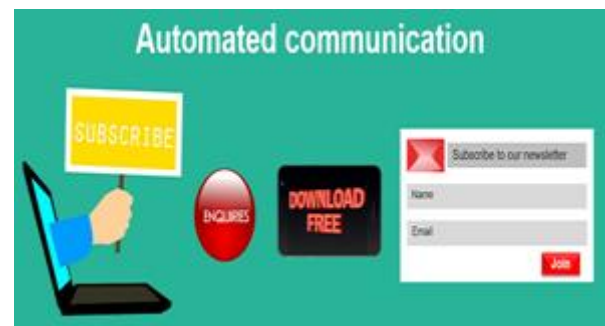 Automated communication
SUBSCRIBE
ENQUIRES
DOWNLOAD
FREE
Subscribe to our newsletter
Name
Email
Join